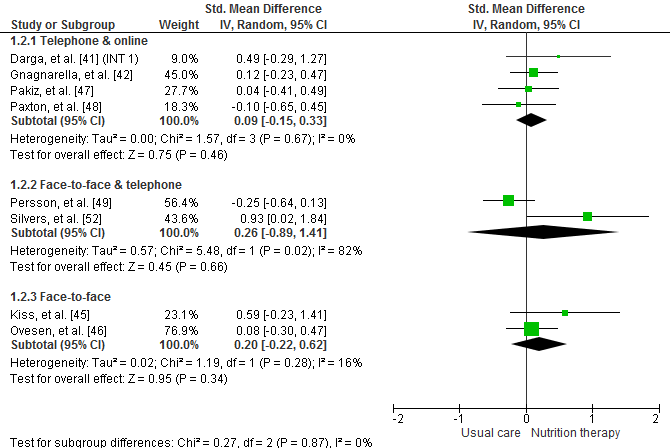 Std. Mean Difference Std. Mean Difference
Study or Subgroup Weight IV, Random, 95% CI IV, Random, 95% CI
1.2.1 Telephone & online
Darga, et al. [41] (INT 1) 9.0% 0.49 [-0.29, 1.27]
Gnagnarella, et al. [42] 45.0% 0.12 [-0.23, 0.47]
Pakiz, et al. [47] 27.7% 0.04 [-0.41, 0.49]
Paxton, et al. [48] 18.3% -0.10 [-0.65, 0.45]
Subtotal (95% CI) 100.0% 0.09 [-0.15, 0.33]
Heterogeneity: Tau² = 0.00; Chi² = 1.57, df = 3 (P = 0.67); I² = 0%
Test for overall effect: Z = 0.75 (P = 0.46)
1.2.2 Face-to-face & telephone
Persson, et al. [49] 56.4% -0.25 [-0.64, 0.13]
Silvers, et al. [52] 43.6% 0.93 [0.02, 1.84]
Subtotal (95% CI) 100.0% 0.26 [-0.89, 1.41]
Heterogeneity: Tau² = 0.57; Chi² = 5.48, df = 1 (P = 0.02); I² = 82%
Test for overall effect: Z = 0.45 (P = 0.66)
1.2.3 Face-to-face
Kiss, et al. [45] 23.1% 0.59 [-0.23, 1.41]
Ovesen, et al. [46] 76.9% 0.08 [-0.30, 0.47]
Subtotal (95% CI) 100.0% 0.20 [-0.22, 0.62]
Heterogeneity: Tau² = 0.02; Chi² = 1.19, df = 1 (P = 0.28); I² = 16%
Test for overall effect: Z = 0.95 (P = 0.34)
-2 -1 0 1 2
Usual care Nutrition therapy
Test for subgroup differences: Chi² = 0.27, df = 2 (P = 0.87), I² = 0%